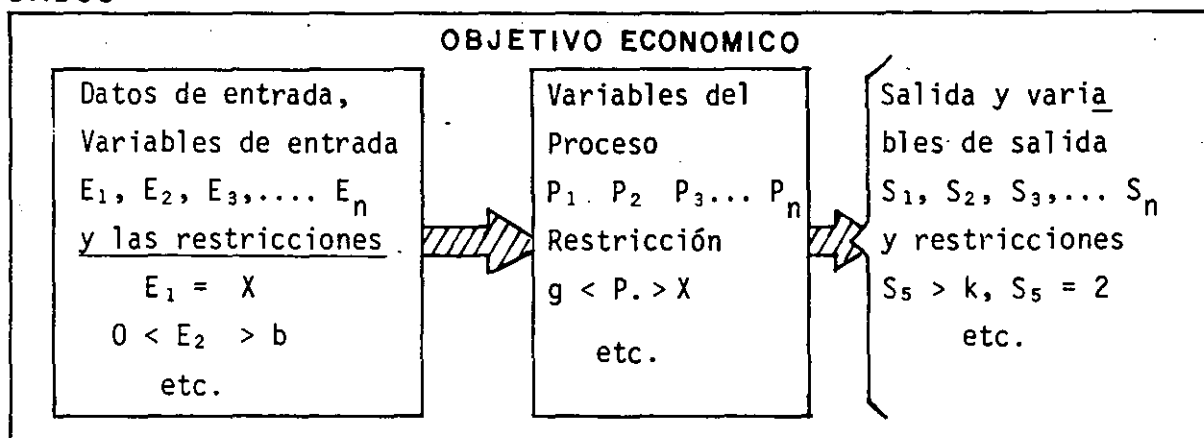 OBJETIVO ECONOMICO
Datos de entrada,
Variables de entrada
E₁, E₂, E₃,.... Eₙ
y las restricciones
E₁ = X
0 < E₂ > b
etc.
Variables del
Proceso
P₁ P₂ P₃... Pₙ
Restricción
g < P. > X
etc.
Salida y varia
bles de salida
S₁, S₂, S₃,... Sₙ
y restricciones
S₅ > k, S₅ = 2
etc.